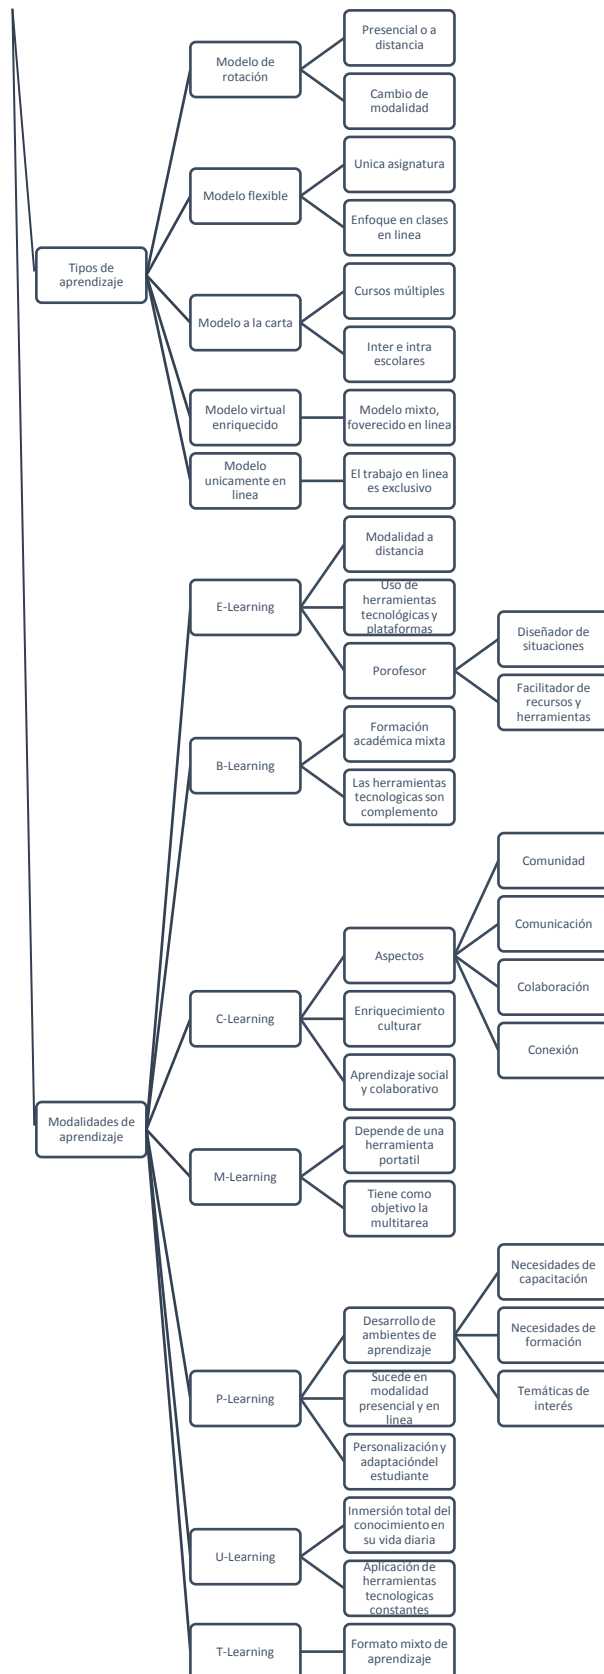 Presencial o a
distancia
Modelo de
rotación
Cambio de
modalidad
Unica asignatura
Modelo flexible
Enfoque en clases
en linea
Tipos de
aprendizaje
Cursos múltiples
Modelo a la carta
Inter e intra
escolares
Modelo virtual
enriquecido
Modelo mixto,
foverecido en linea
Modelo
unicamente en
linea
El trabajo en linea
es exclusivo
Modalidad a
distancia
E-Learning
Uso de
herramientas
tecnológicas y
plataformas
Porofesor
Diseñador de
situaciones
Facilitador de
recursos y
herramientas
Formación
académica mixta
B-Learning
Las herramientas
tecnologicas son
complemento
Comunidad
Comunicación
Aspectos
Colaboración
Conexión
C-Learning
Enriquecimiento
culturar
Aprendizaje social
y colaborativo
Modalidades de
aprendizaje
Depende de una
herramienta
portatil
M-Learning
Tiene como
objetivo la
multitarea
Necesidades de
capacitación
Desarrollo de
ambientes de
aprendizaje
Necesidades de
formación
Temáticas de
interés
P-Learning
Sucede en
modalidad
presencial y en
linea
Personalización y
adaptacióndel
estudiante
Inmersión total del
conocimiento en
su vida diaria
U-Learning
Aplicación de
herramientas
tecnologicas
constantes
T-Learning
Formato mixto de
aprendizaje